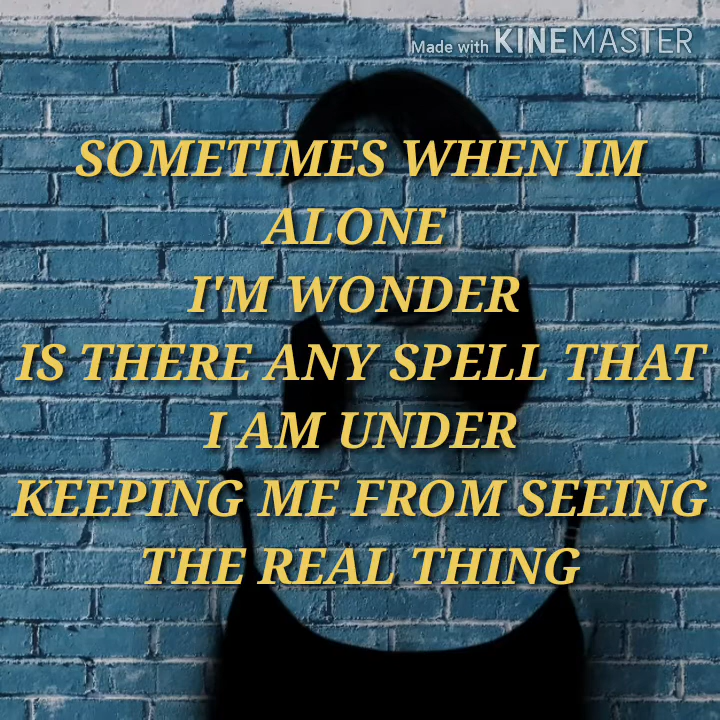 Made with KINEMASTER
SOMETIMES WHEN IM
ALONE
I'M WONDER
IS THERE ANY SPELL THAT
I AM UNDER
KEEPING ME FROM SEEING
THE REAL THING